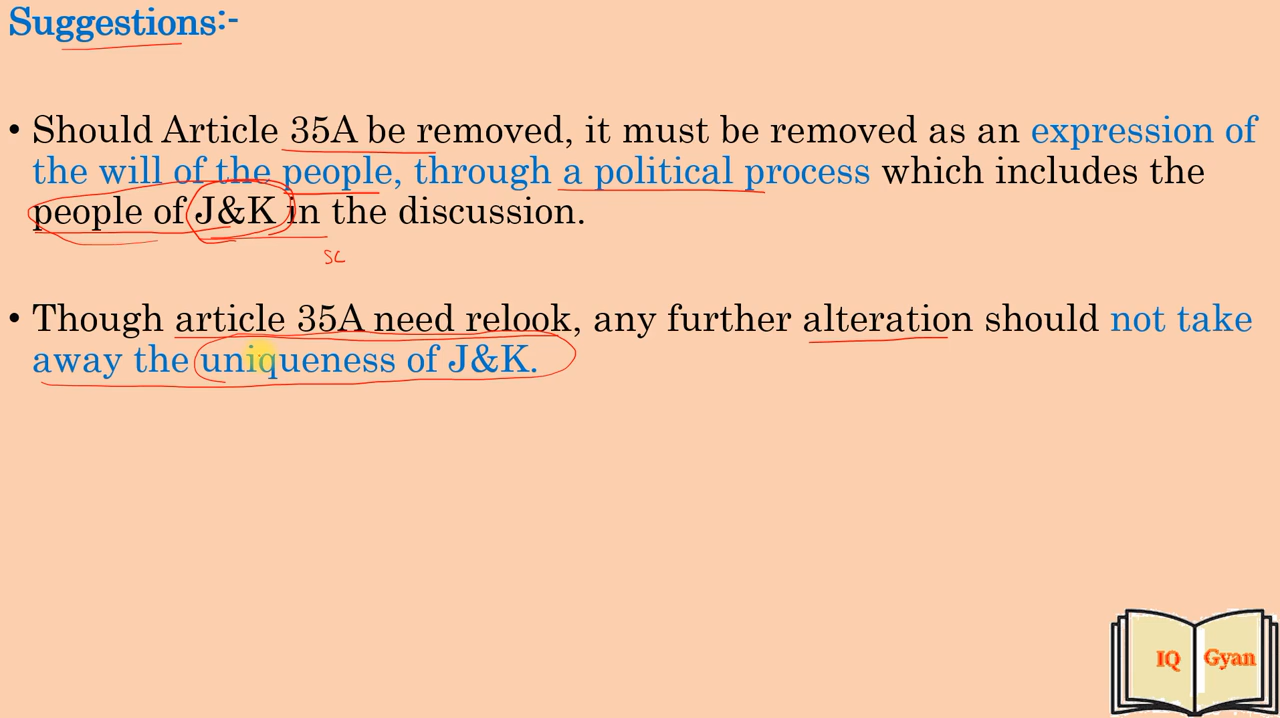 Suggestions:-
• Should Article 35A be removed, it must be removed as an expression of
the will of the people, through a political process which includes the
people of J&K in the discussion.
SC
• Though article 35A need relook, any further alteration should not take
away the uniqueness of J&K.
IQ Gyan